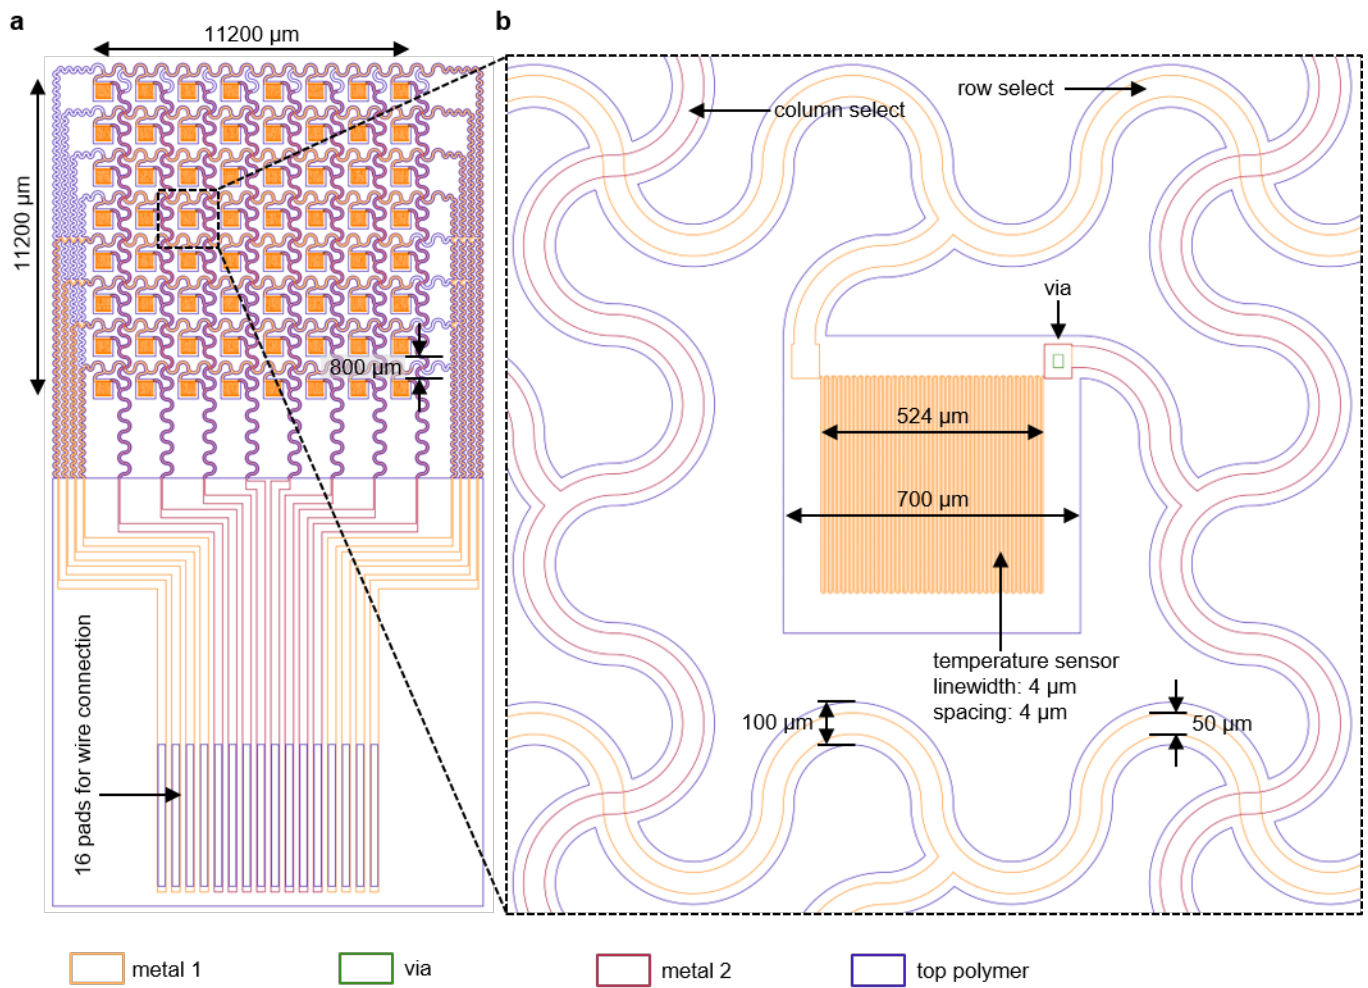 a
b
11200 µm
11200 µm
800 µm
16 pads for wire connection
column select
row select
via
524 µm
700 µm
temperature sensor
linewidth: 4 µm
spacing: 4 µm
100 µm
50 µm
metal 1
via
metal 2
top polymer